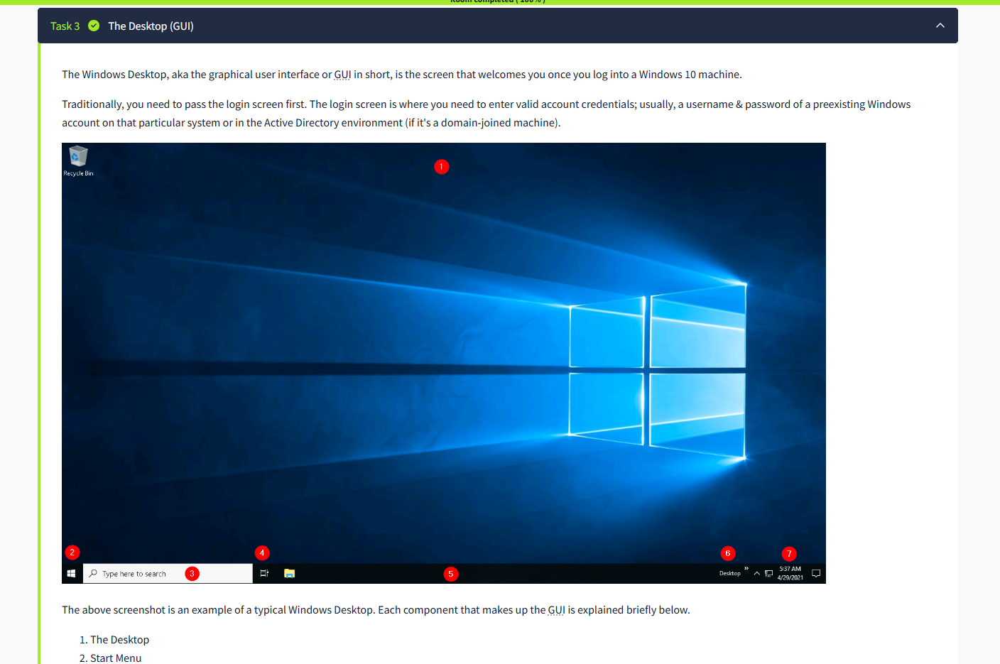 Room completed ( 100% )
Task 3 The Desktop (GUI)
The Windows Desktop, aka the graphical user interface or GUI in short, is the screen that welcomes you once you log into a Windows 10 machine.
Traditionally, you need to pass the login screen first. The login screen is where you need to enter valid account credentials; usually, a username & password of a preexisting Windows
account on that particular system or in the Active Directory environment (if it's a domain-joined machine).
Recycle Bin
1
2
4
6
7
Type here to search
3
5
Desktop
5:37 AM
4/29/2021
The above screenshot is an example of a typical Windows Desktop. Each component that makes up the GUI is explained briefly below.
1. The Desktop
2. Start Menu